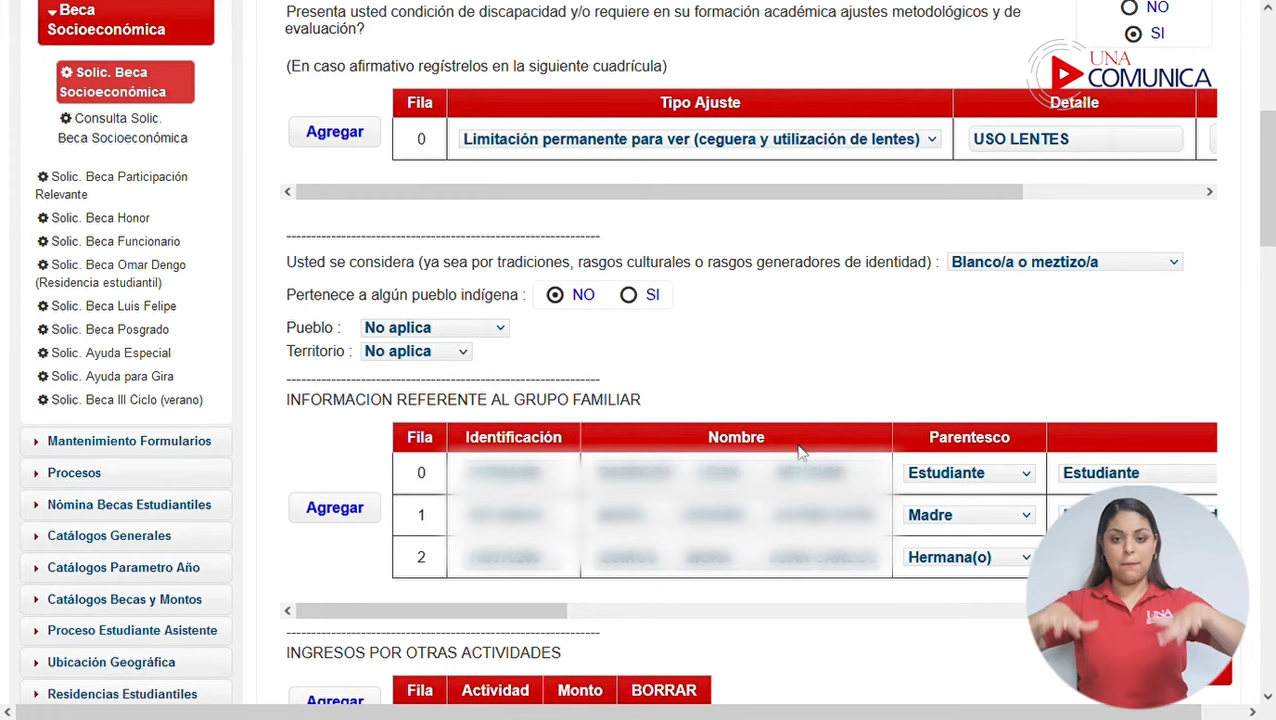 Beca
Socioeconómica
Solic. Beca
Socioeconómica
Consulta Solic.
Beca Socioeconómica
Solic. Beca Participación
Relevante
Solic. Beca Honor
Solic. Beca Funcionario
Solic. Beca Omar Dengo
(Residencia estudiantil)
Solic. Beca Luis Felipe
Solic. Beca Posgrado
Solic. Ayuda Especial
Solic. Ayuda para Gira
Solic. Beca III Ciclo (verano)
Mantenimiento Formularios
Procesos
Nómina Becas Estudiantiles
Catálogos Generales
Catálogos Parametro Año
Catálogos Becas y Montos
Proceso Estudiante Asistente
Ubicación Geográfica
Residencias Estudiantiles
Presenta usted condición de discapacidad y/o requiere en su formación académica ajustes metodológicos y de
evaluación?
NO
SI
(En caso afirmativo regístrelos en la siguiente cuadrícula)
UNA
COMUNICA
Agregar
Fila Tipo Ajuste Detalle
0 Limitación permanente para ver (ceguera y utilización de lentes) USO LENTES
------------------------------------------------------------
Usted se considera (ya sea por tradiciones, rasgos culturales o rasgos generadores de identidad) : Blanco/a o meztizo/a
Pertenece a algún pueblo indígena : NO SI
Pueblo : No aplica
Territorio : No aplica
------------------------------------------------------------
INFORMACION REFERENTE AL GRUPO FAMILIAR
Agregar
Fila Identificación Nombre Parentesco
0 Estudiante Estudiante
1 Madre
2 Hermana(o)
------------------------------------------------------------
INGRESOS POR OTRAS ACTIVIDADES
Agregar
Fila Actividad Monto BORRAR
UNA